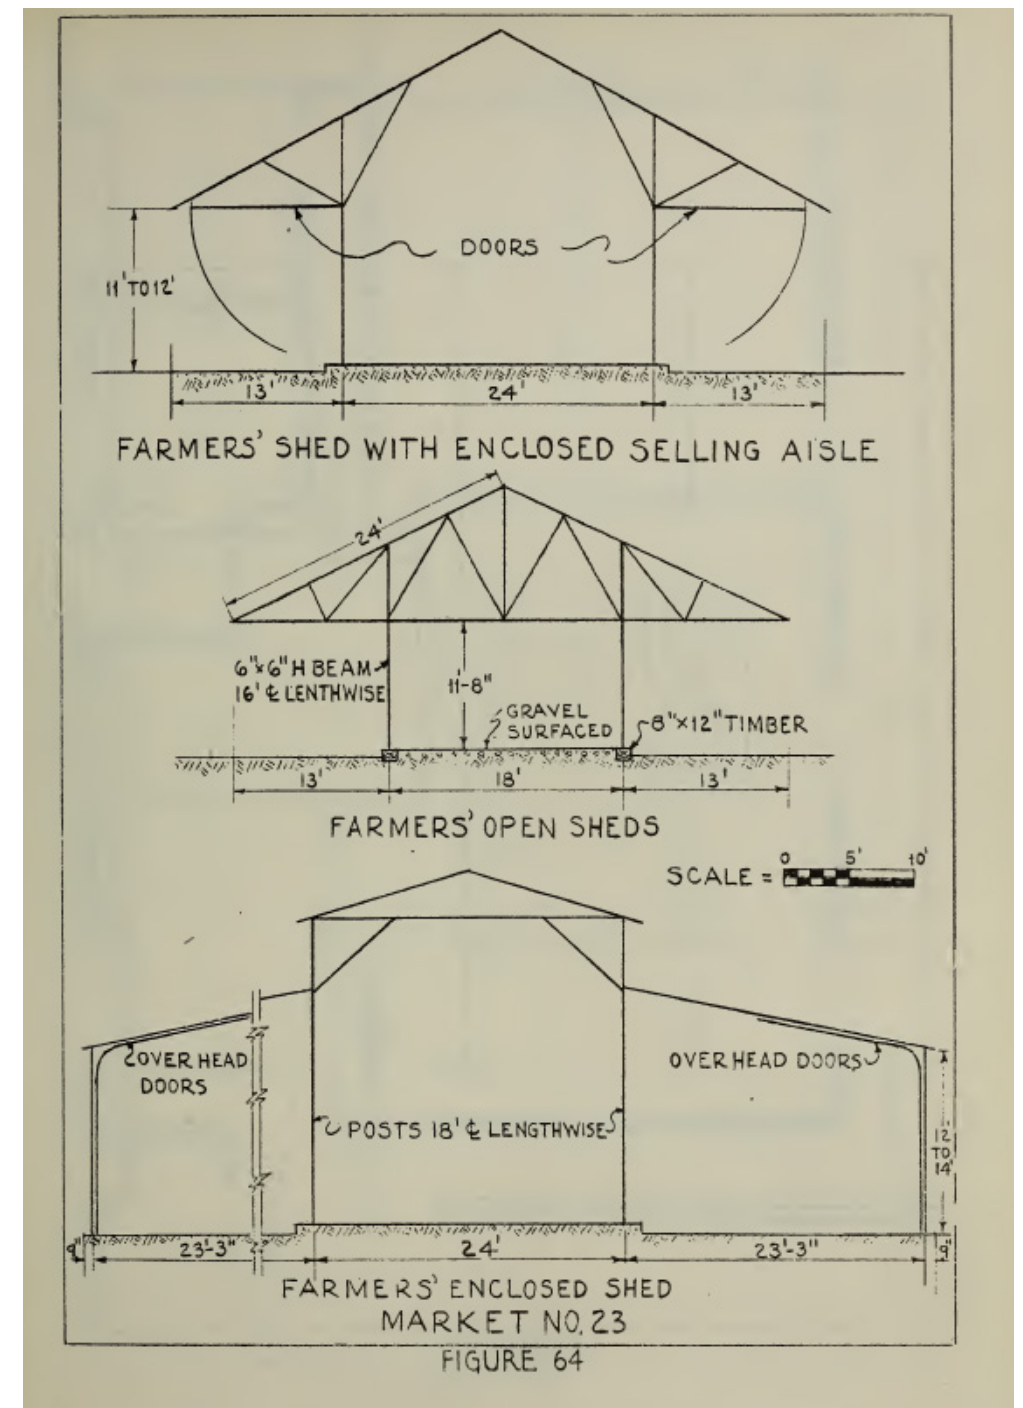 DOORS
11' TO 12'
13'
24'
13'
FARMERS' SHED WITH ENCLOSED SELLING AISLE
24'
6"x6" H BEAM
16' ℄ LENTHWISE
11'-8"
GRAVEL
SURFACED
8"x12" TIMBER
13'
18'
13'
FARMERS' OPEN SHEDS
SCALE = 0 5' 10'
OVER HEAD
DOORS
OVER HEAD DOORS
POSTS 18' ℄ LENGTHWISE
12'
TO
14'
9"
23'-3"
24'
23'-3"
9"
FARMERS' ENCLOSED SHED
MARKET NO. 23
FIGURE 64